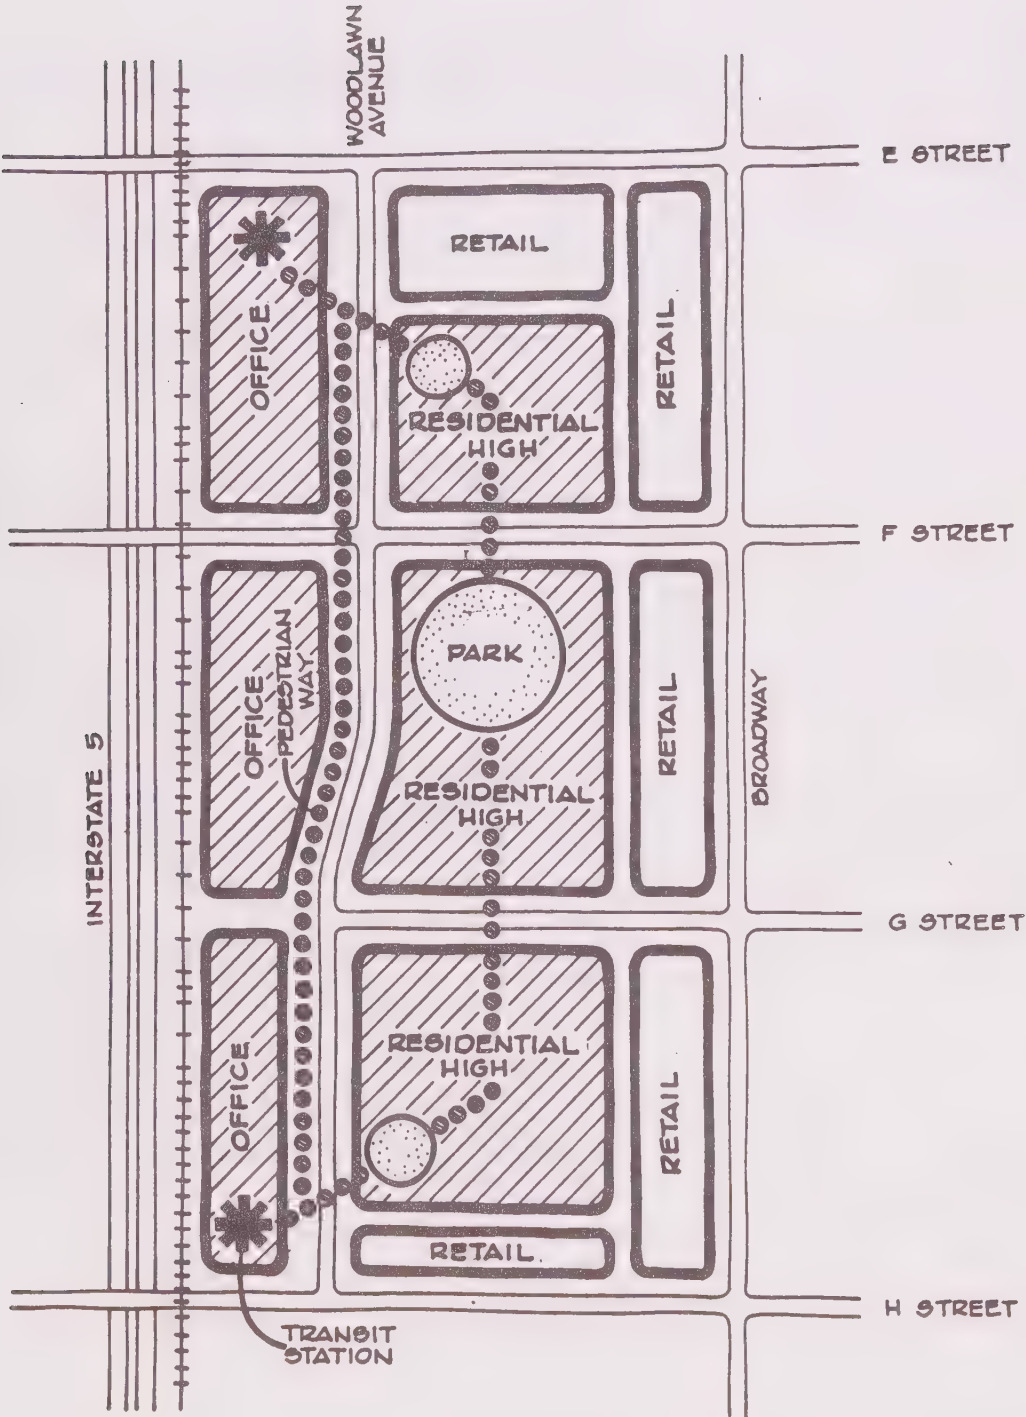 WOODLAWN
AVENUE
E STREET
RETAIL
OFFICE
RETAIL
RESIDENTIAL
HIGH
F STREET
PARK
OFFICE
PEDESTRIAN
WAY
RETAIL
BROADWAY
INTERSTATE 5
RESIDENTIAL
HIGH
G STREET
RESIDENTIAL
HIGH
OFFICE
RETAIL
RETAIL
H STREET
TRANSIT
STATION